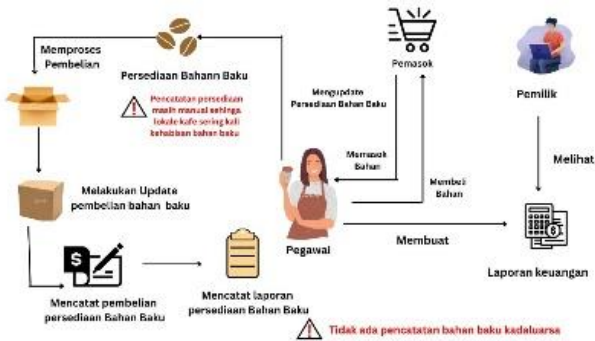 Memproses
Pembelian
Persediaan Bahann Baku
Pencatatan persediaan
masih manual sehinga
lokale kafe sering kali
kehabisan bahan baku
Mengupdate
Persediaan Bahan Baku
Pemasok
Pemilik
Memasok
Bahan
Membeli
Bahan
Melihat
Melakukan Update
pembelian bahan baku
Pegawai
Membuat
Laporan keuangan
$
Mencatat pembelian
persediaan Bahan Baku
Mencatat laporan
persediaan Bahan Baku
Tidak ada pencatatan bahan baku kadaluarsa